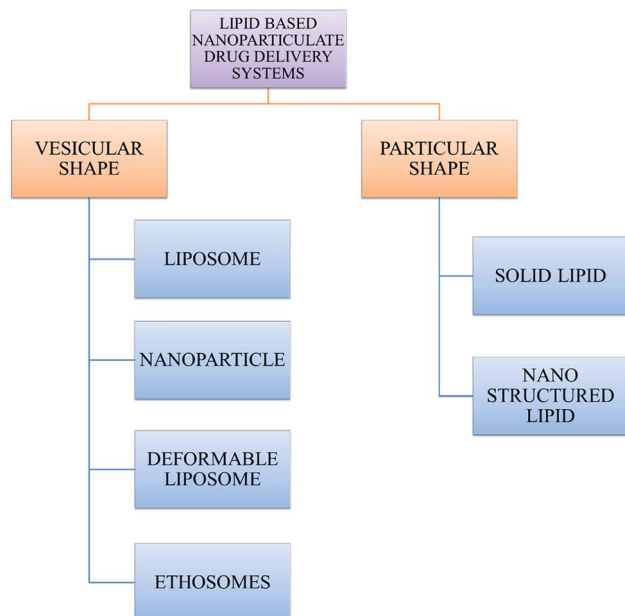 LIPID BASED
NANOPARTICULATE
DRUG DELIVERY
SYSTEMS
VESICULAR
SHAPE
PARTICULAR
SHAPE
LIPOSOME
NANOPARTICLE
DEFORMABLE
LIPOSOME
ETHOSOMES
SOLID LIPID
NANO
STRUCTURED
LIPID